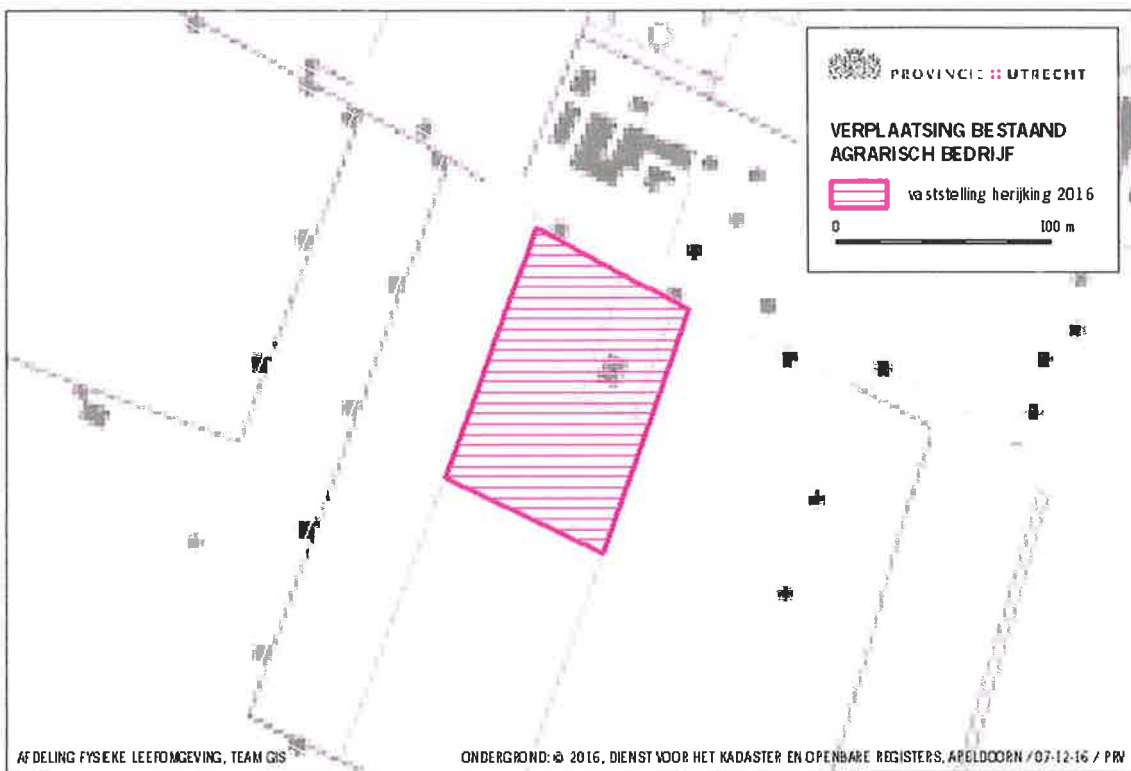 PROVINCIE :: UTRECHT
VERPLAATSING BESTAAND
AGRARISCH BEDRIJF
vaststelling herijking 2016
0 100 m
AFDELING FYSIEKE LEEFOMGEVING, TEAM GIS
ONDERGROND: © 2016, DIENST VOOR HET KADASTER EN OPENBARE REGISTERS, APELDOORN / 07-12-16 / PRV